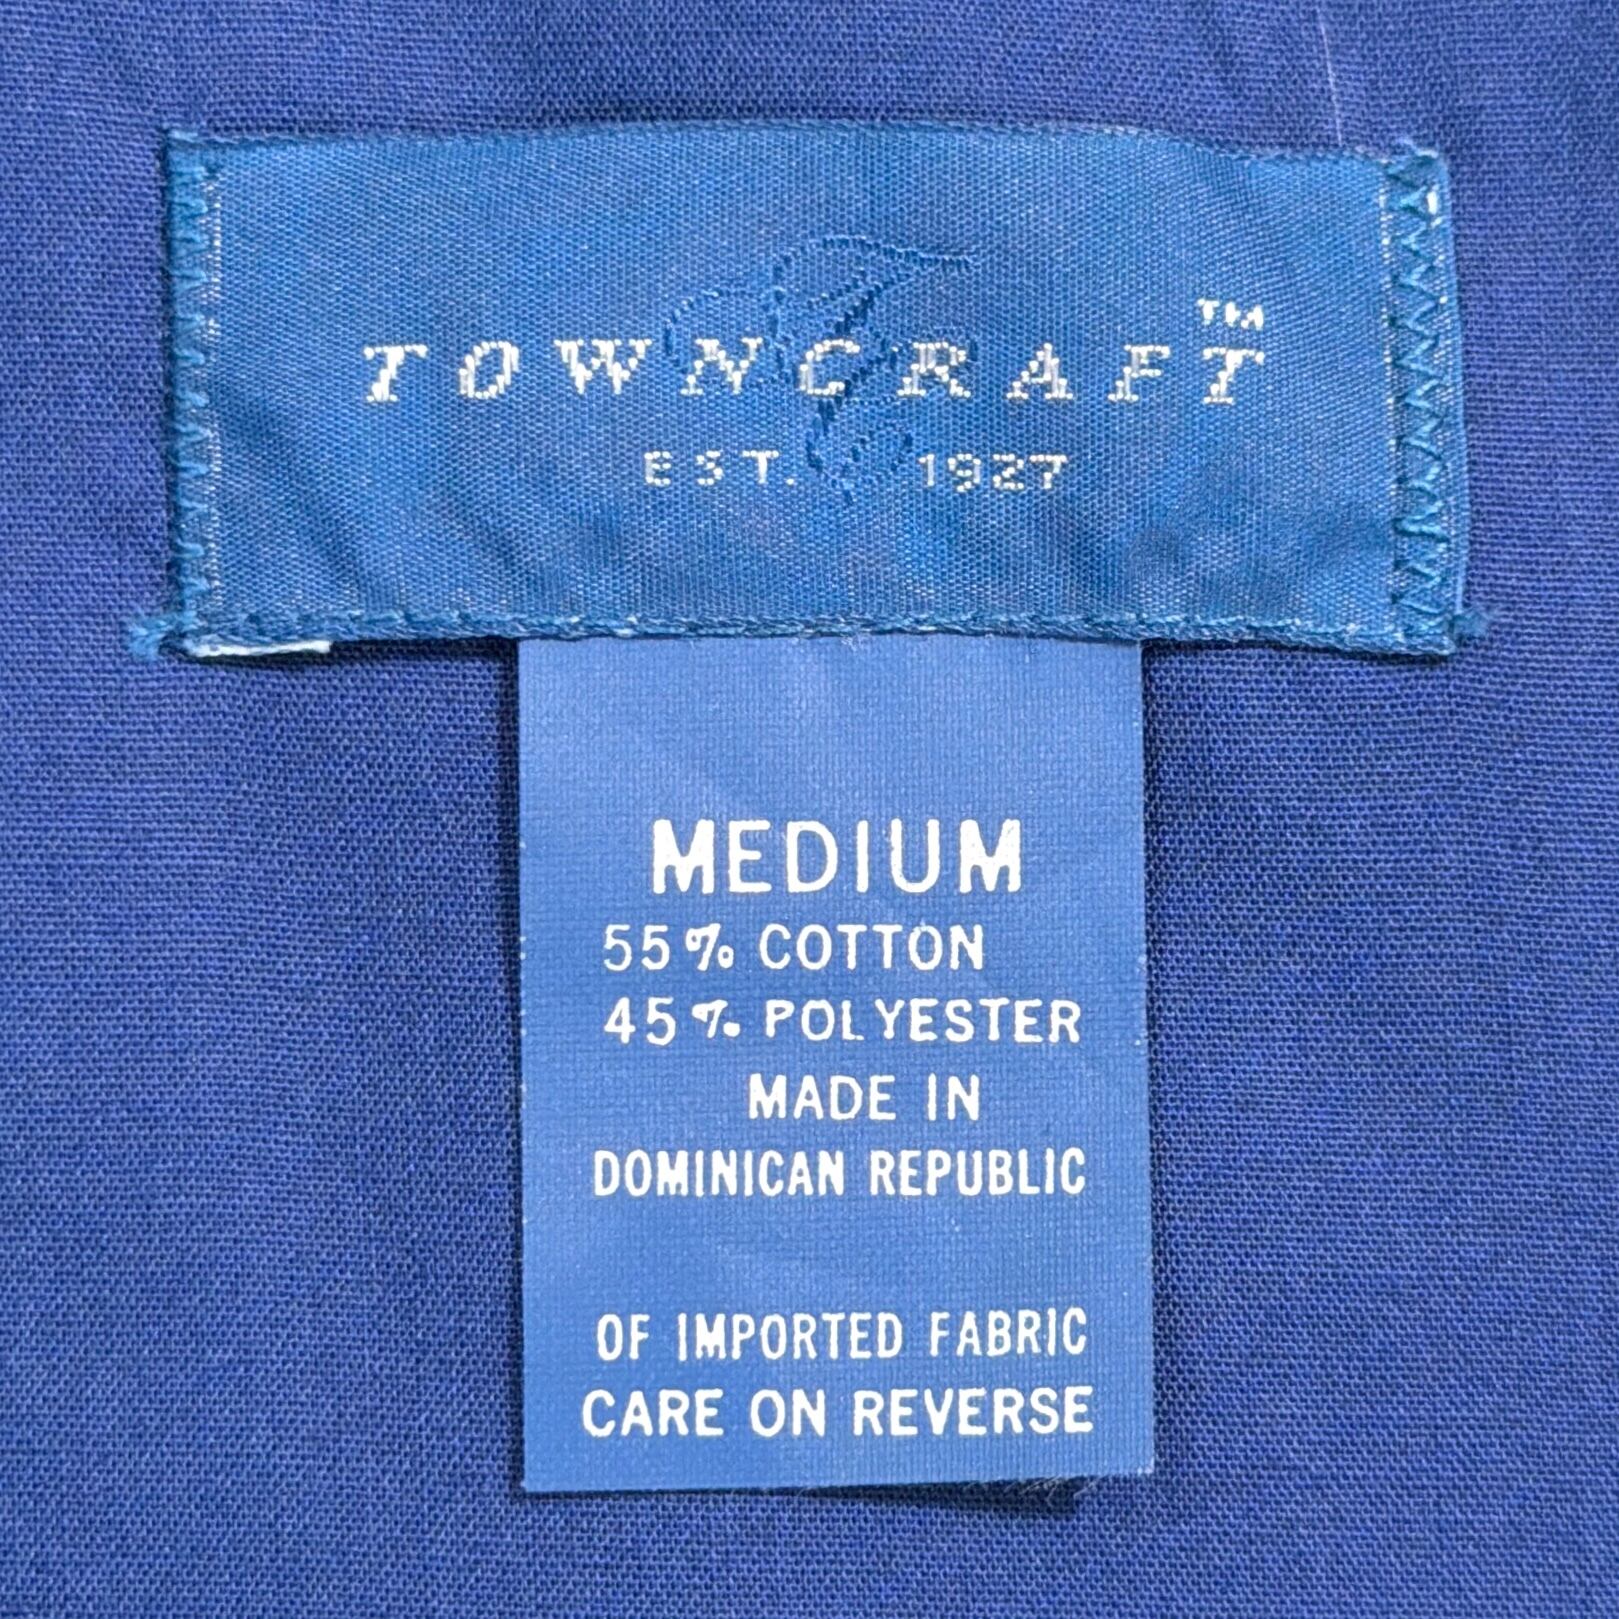 TOWNCRAFT™
EST. 1927
MEDIUM
55% COTTON
45% POLYESTER
MADE IN
DOMINICAN REPUBLIC
OF IMPORTED FABRIC
CARE ON REVERSE